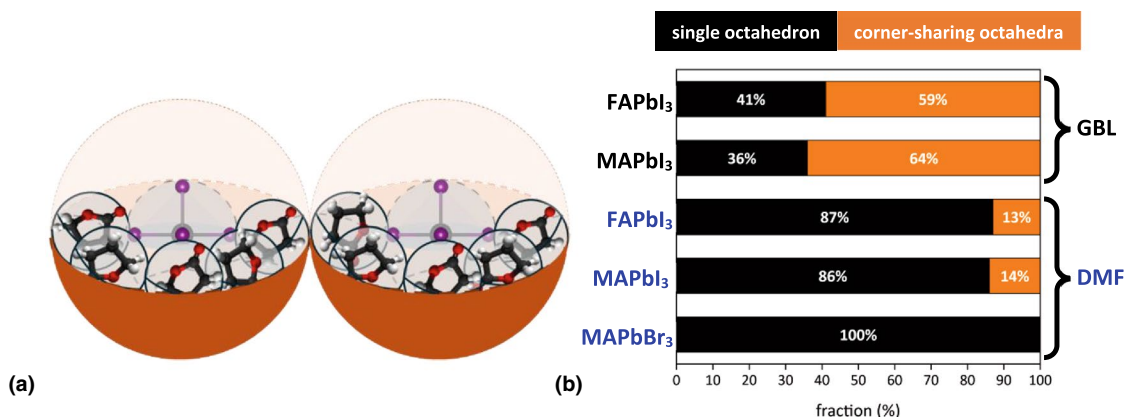 single octahedron corner-sharing octahedra
FAPbI₃ 41% 59%
GBL
MAPbI₃ 36% 64%
FAPbI₃ 87% 13%
MAPbI₃ 86% 14%
DMF
MAPbBr₃ 100%
0 10 20 30 40 50 60 70 80 90 100
fraction (%)
(a) (b)